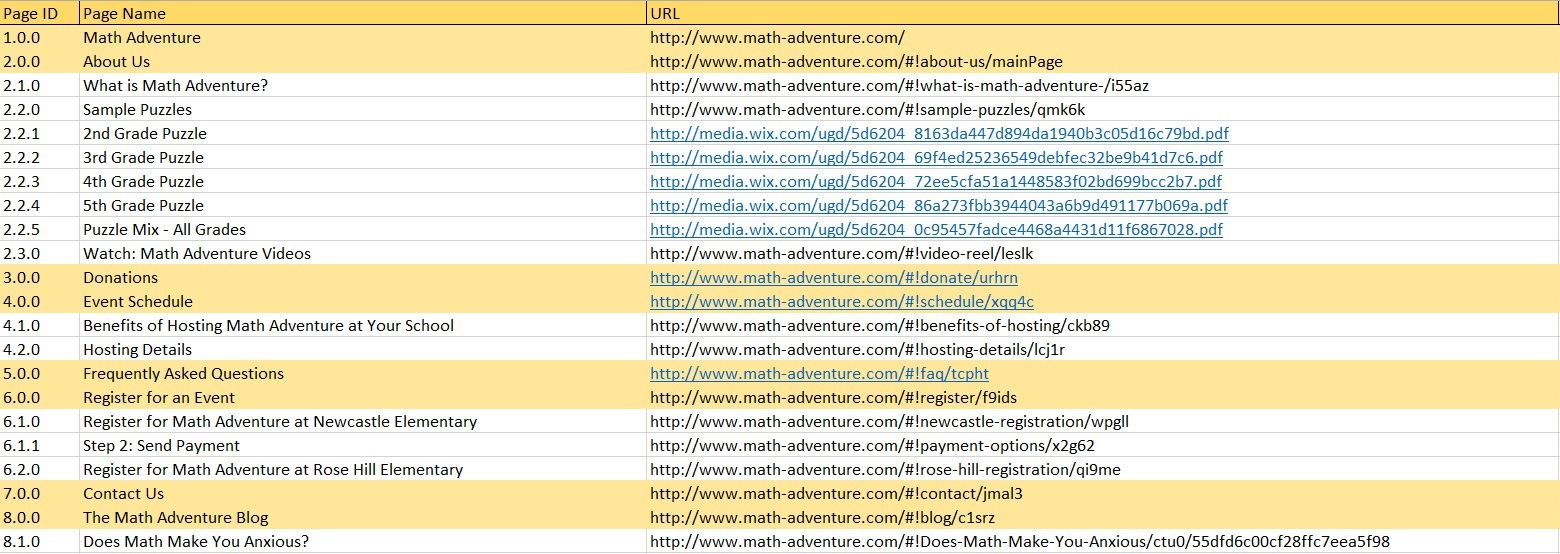 Page ID Page Name URL
1.0.0 Math Adventure http://www.math-adventure.com/
2.0.0 About Us http://www.math-adventure.com/#!about-us/mainPage
2.1.0 What is Math Adventure? http://www.math-adventure.com/#!what-is-math-adventure-/i55az
2.2.0 Sample Puzzles http://www.math-adventure.com/#!sample-puzzles/qmk6k
2.2.1 2nd Grade Puzzle http://media.wix.com/ugd/5d6204_8163da447d894da1940b3c05d16c79bd.pdf
2.2.2 3rd Grade Puzzle http://media.wix.com/ugd/5d6204_69f4ed25236549debfec32be9b41d7c6.pdf
2.2.3 4th Grade Puzzle http://media.wix.com/ugd/5d6204_72ee5cfa51a1448583f02bd699bcc2b7.pdf
2.2.4 5th Grade Puzzle http://media.wix.com/ugd/5d6204_86a273fbb3944043a6b9d491177b069a.pdf
2.2.5 Puzzle Mix - All Grades http://media.wix.com/ugd/5d6204_0c95457fadce4468a4431d11f6867028.pdf
2.3.0 Watch: Math Adventure Videos http://www.math-adventure.com/#!video-reel/leslk
3.0.0 Donations http://www.math-adventure.com/#!donate/urhrn
4.0.0 Event Schedule http://www.math-adventure.com/#!schedule/xqq4c
4.1.0 Benefits of Hosting Math Adventure at Your School http://www.math-adventure.com/#!benefits-of-hosting/ckb89
4.2.0 Hosting Details http://www.math-adventure.com/#!hosting-details/lcj1r
5.0.0 Frequently Asked Questions http://www.math-adventure.com/#!faq/tcpht
6.0.0 Register for an Event http://www.math-adventure.com/#!register/f9ids
6.1.0 Register for Math Adventure at Newcastle Elementary http://www.math-adventure.com/#!newcastle-registration/wpgll
6.1.1 Step 2: Send Payment http://www.math-adventure.com/#!payment-options/x2g62
6.2.0 Register for Math Adventure at Rose Hill Elementary http://www.math-adventure.com/#!rose-hill-registration/qi9me
7.0.0 Contact Us http://www.math-adventure.com/#!contact/jmal3
8.0.0 The Math Adventure Blog http://www.math-adventure.com/#!blog/c1srz
8.1.0 Does Math Make You Anxious? http://www.math-adventure.com/#!Does-Math-Make-You-Anxious/ctu0/55dfd6c00cf28ffc7eea5f98